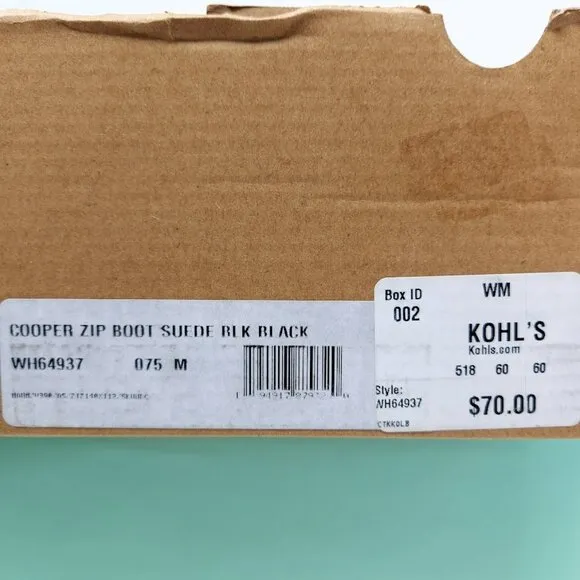 COOPER ZIP BOOT SUEDE BLK BLACK
WH64937 075 M
Box ID
002
WM
KOHL'S
Kohls.com
518 60 60
Style:
WH64937
$70.00
CTKKOLB